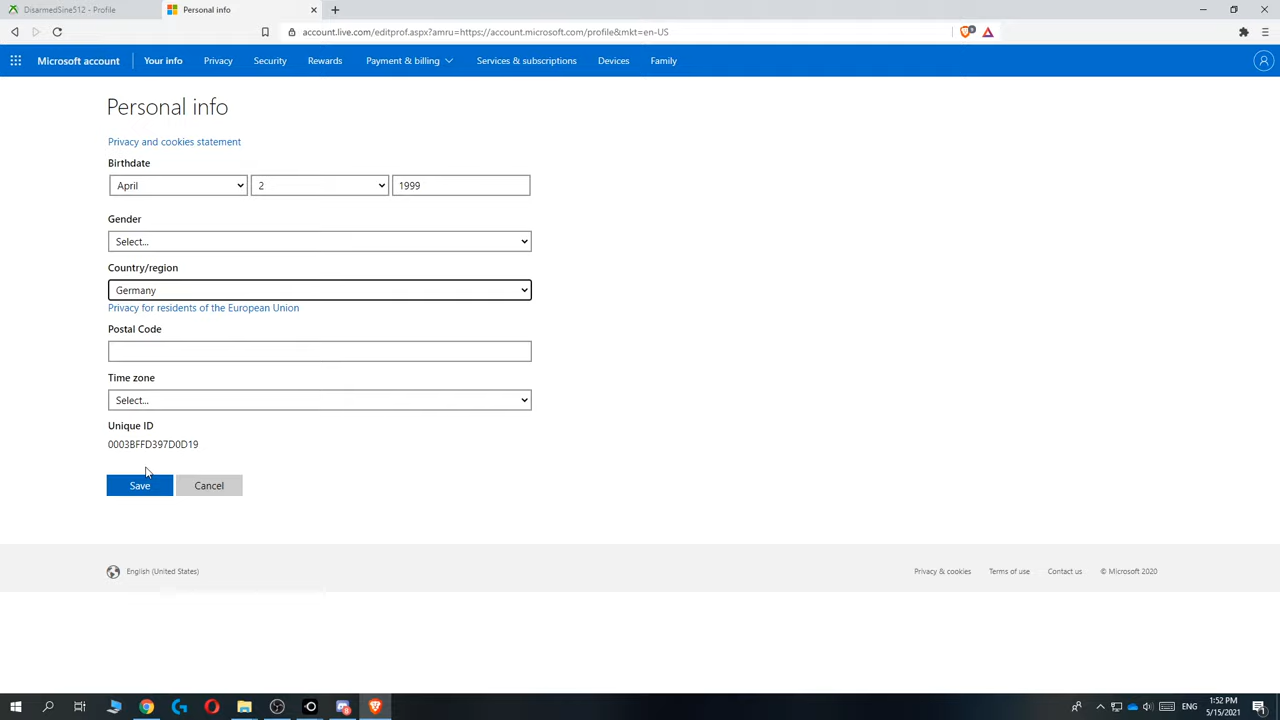 DisarmedSine512 - Profile
Personal info
account.live.com/editprof.aspx?amru=https://account.microsoft.com/profile&mkt=en-US
Microsoft account
Your info
Privacy
Security
Rewards
Payment & billing
Services & subscriptions
Devices
Family
Personal info
Privacy and cookies statement
Birthdate
April
2
1999
Gender
Select...
Country/region
Germany
Privacy for residents of the European Union
Postal Code
Time zone
Select...
Unique ID
0003BFFD397D0D19
Save
Cancel
English (United States)
Privacy & cookies
Terms of use
Contact us
© Microsoft 2020
ENG
1:52 PM
5/15/2021